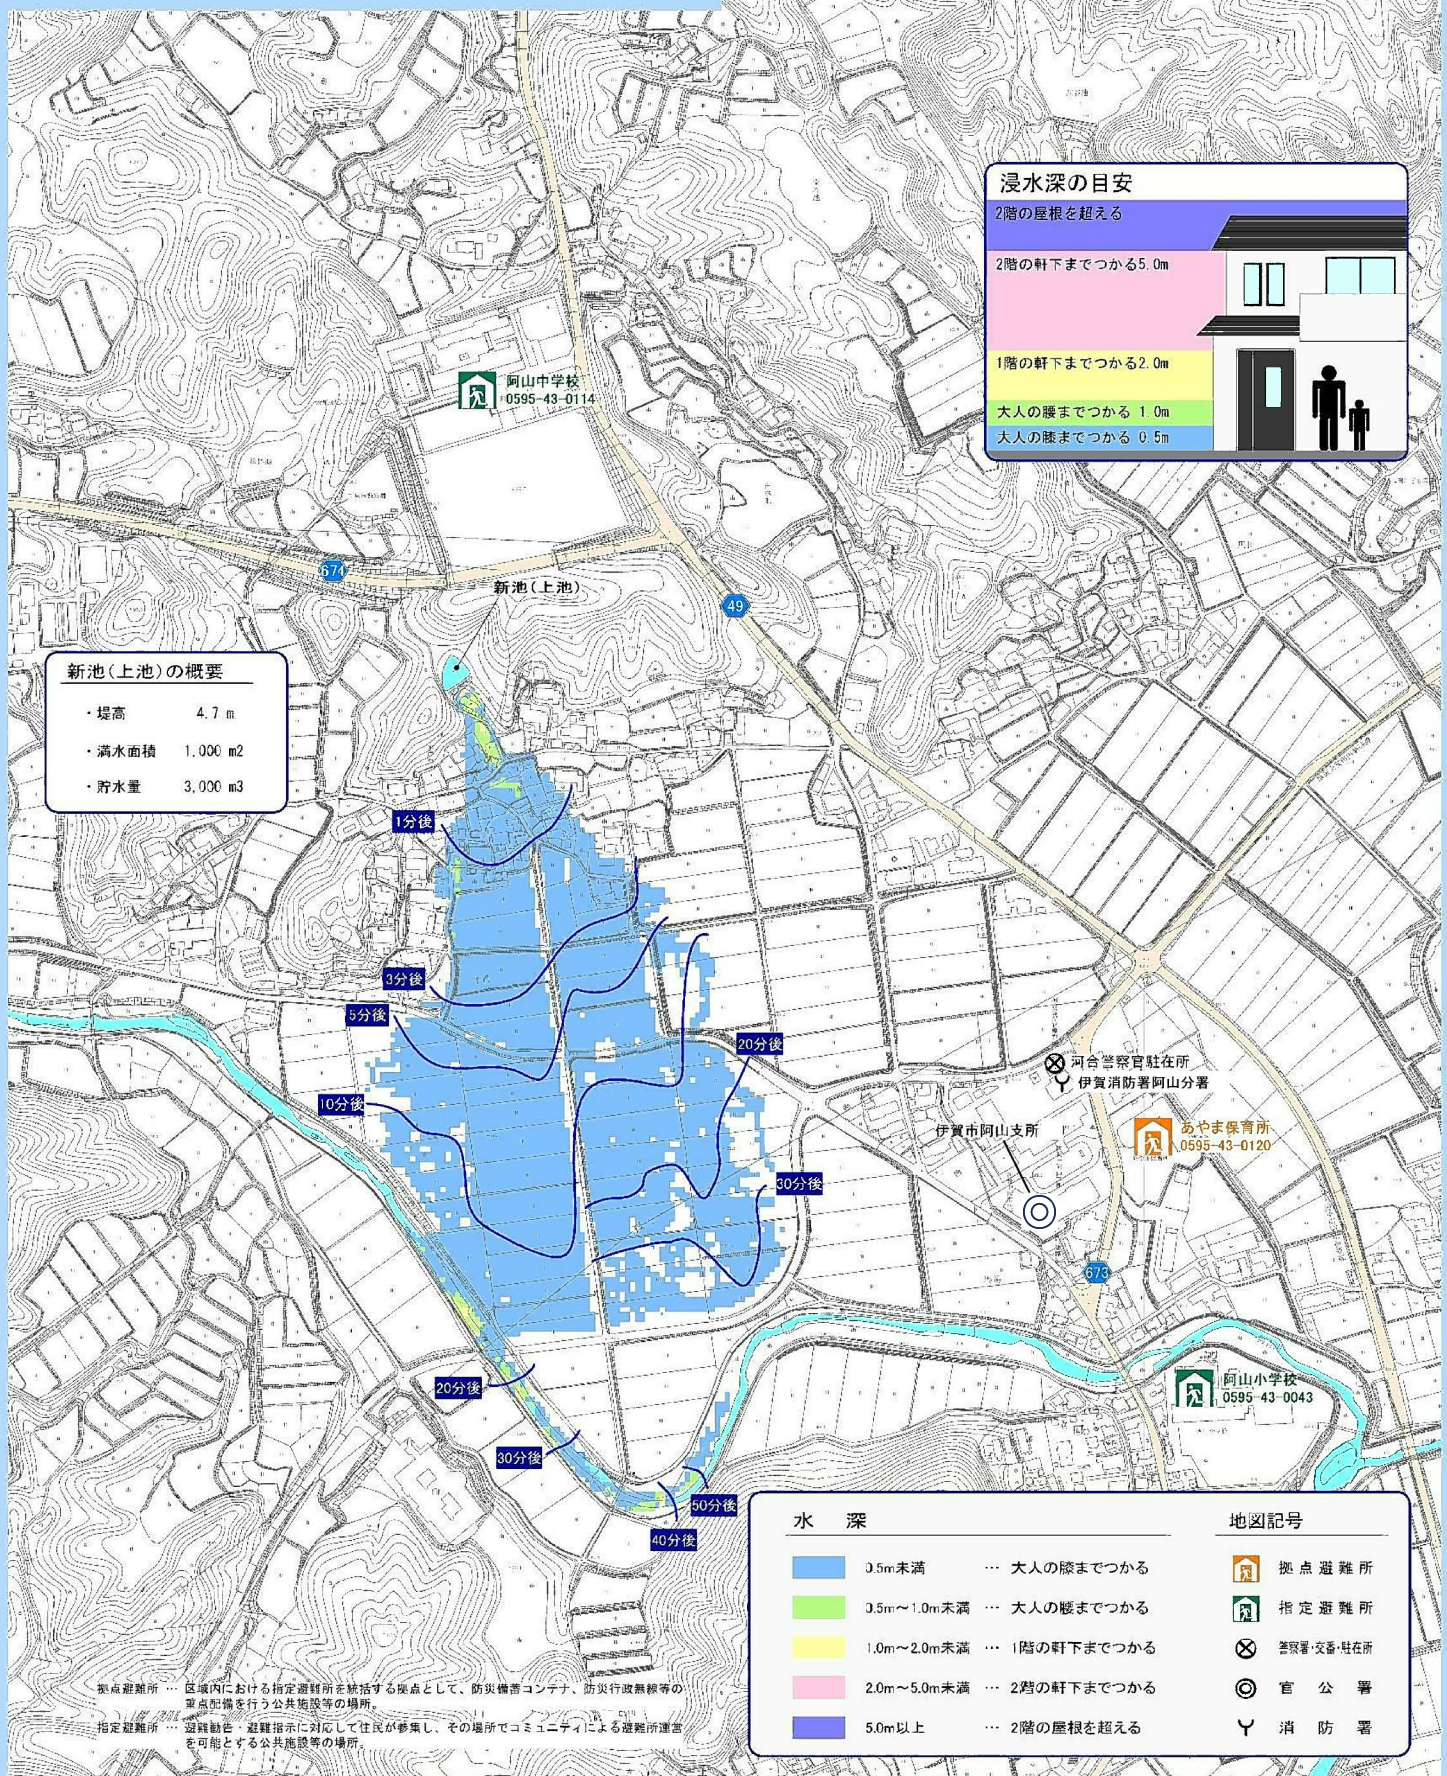 浸水深の目安
2階の屋根を超える
2階の軒下までつかる5.0m
1階の軒下までつかる2.0m
大人の腰までつかる 1.0m
大人の膝までつかる 0.5m
阿山中学校
0595-43-0114
674
新池(上池)
49
新池(上池)の概要
・堤高 4.7 m
・満水面積 1,000 m2
・貯水量 3,000 m3
1分後
3分後
5分後
10分後
20分後
30分後
河合警察官駐在所
伊賀消防署阿山分署
伊賀市阿山支所
あやま保育所
0595-43-0120
673
阿山小学校
0595-43-0043
20分後
30分後
40分後
50分後
水 深
0.5m未満 … 大人の膝までつかる
0.5m～1.0m未満 … 大人の腰までつかる
1.0m～2.0m未満 … 1階の軒下までつかる
2.0m～5.0m未満 … 2階の軒下までつかる
5.0m以上 … 2階の屋根を超える
地図記号
拠点避難所
指定避難所
警察署・交番・駐在所
官公署
消防署
拠点避難所 … 区域内における指定避難所を統括する拠点として、防災備蓄コンテナ、防災行政無線等の
重点配備を行う公共施設等の場所。
指定避難所 … 避難勧告・避難指示に対応して住民が参集し、その場所でコミュニティによる避難所運営
を可能とする公共施設等の場所。